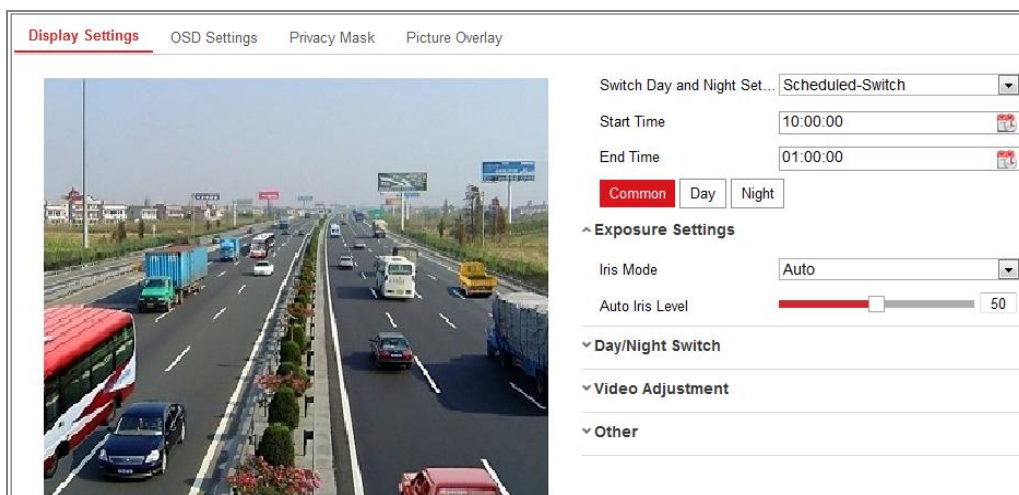 Display Settings OSD Settings Privacy Mask Picture Overlay
Switch Day and Night Set... Scheduled-Switch
Start Time 10:00:00
End Time 01:00:00
Common Day Night
Exposure Settings
Iris Mode Auto
Auto Iris Level 50
Day/Night Switch
Video Adjustment
Other